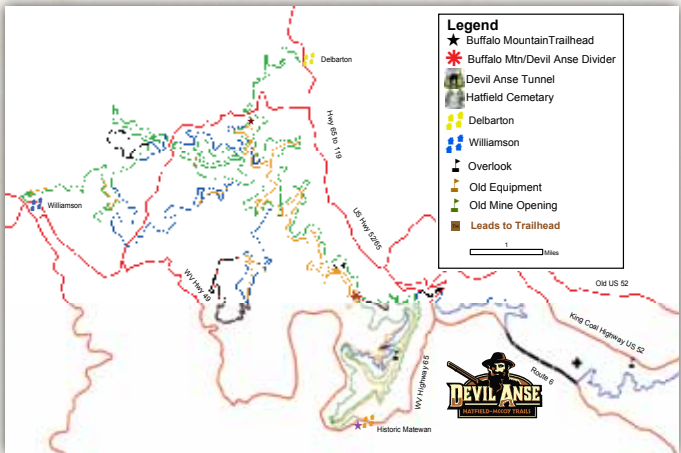 Legend
Buffalo MountainTrailhead
Buffalo Mtn/Devil Anse Divider
Devil Anse Tunnel
Hatfield Cemetary
Delbarton
Williamson
Overlook
Old Equipment
Old Mine Opening
Leads to Trailhead
1
Miles
Delbarton
Hwy 65 to 119
US Hwy 52/65
Williamson
WV Hwy 49
Old US 52
King Coal Highway US 52
Route 6
WV Highway 65
Historic Matewan
DEVIL ANSE
HATFIELD-MCCOY TRAILS